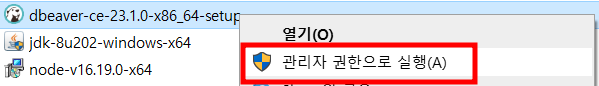 dbeaver-ce-23.1.0-x86_64-setup
열기(O)
jdk-8u202-windows-x64
관리자 권한으로 실행(A)
node-v16.19.0-x64